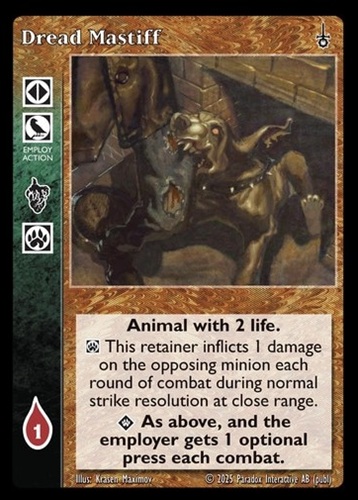 Dread Mastiff
EMPLOY
ACTION
Animal with 2 life.
This retainer inflicts 1 damage
on the opposing minion each
round of combat during normal
strike resolution at close range.
As above, and the
employer gets 1 optional
press each combat.
1
Illus: Krasen Maximov © 2025 Paradox Interactive AB (publ)